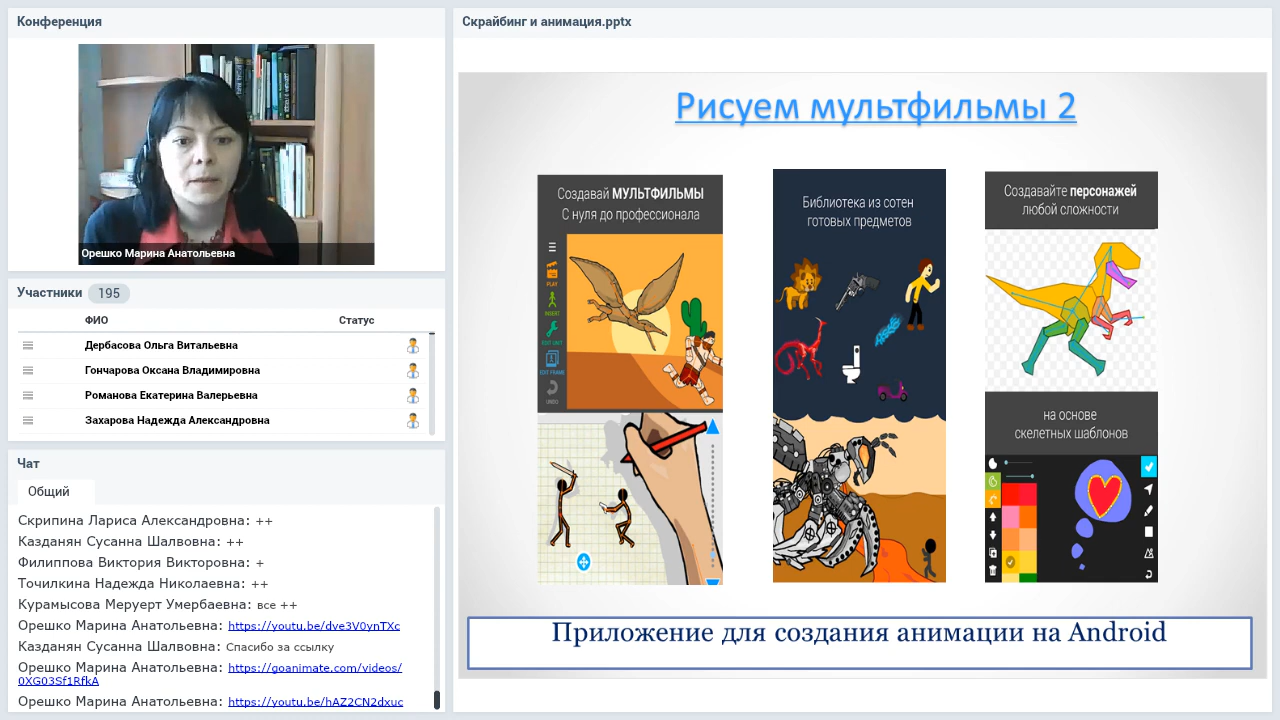 Конференция
Орешко Марина Анатольевна
Участники 195
ФИО Статус
Дербасова Ольга Витальевна
Гончарова Оксана Владимировна
Романова Екатерина Валерьевна
Захарова Надежда Александровна
Чат
Общий
Скрипина Лариса Александровна: ++
Казданян Сусанна Шалвовна: ++
Филиппова Виктория Викторовна: +
Точилкина Надежда Николаевна: ++
Курамысова Меруерт Умербаевна: все ++
Орешко Марина Анатольевна: https://youtu.be/dve3V0ynTXc
Казданян Сусанна Шалвовна: Спасибо за ссылку
Орешко Марина Анатольевна: https://goanimate.com/videos/
0XG03Sf1RfkA
Орешко Марина Анатольевна: https://youtu.be/hAZ2CN2dxuc
Скрайбинг и анимация.pptx
Рисуем мультфильмы 2
Создавай МУЛЬТФИЛЬМЫ
С нуля до профессионала
PLAY
INSERT
EDIT UNIT
EDIT FRAME
UNDO
Библиотека из сотен
готовых предметов
Создавайте персонажей
любой сложности
на основе
скелетных шаблонов
Приложение для создания анимации на Android